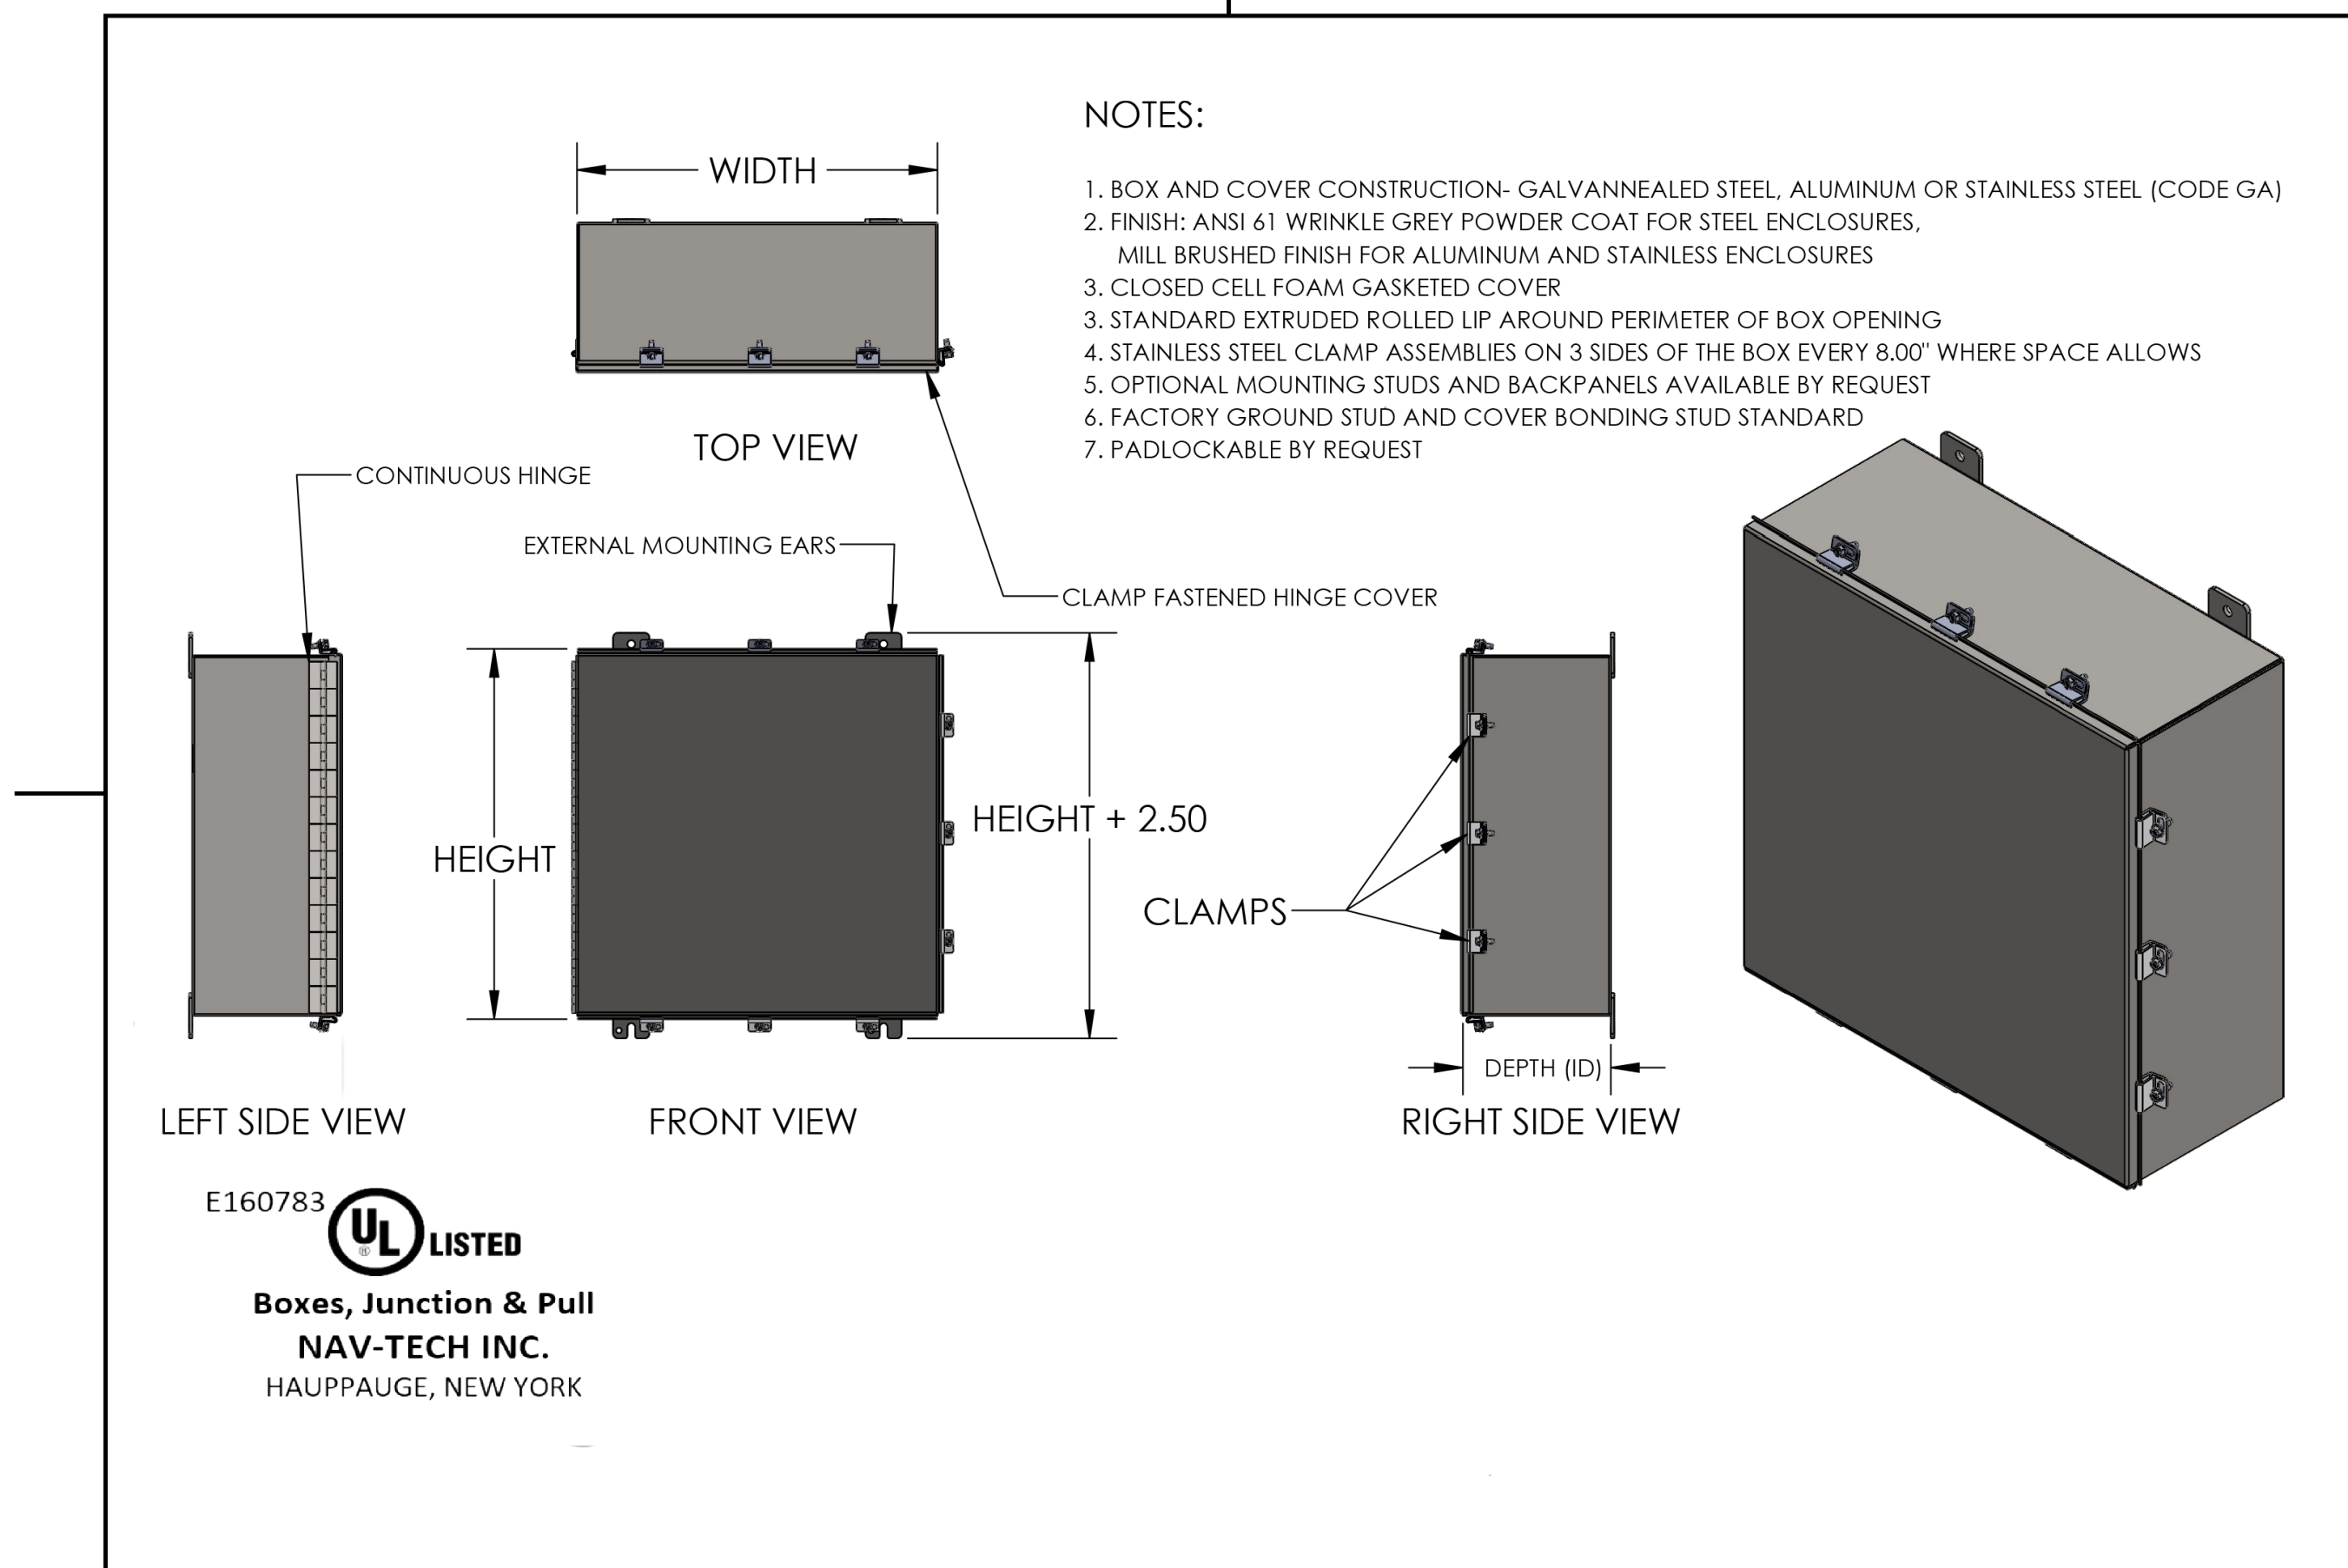 NOTES:
1. BOX AND COVER CONSTRUCTION- GALVANNEALED STEEL, ALUMINUM OR STAINLESS STEEL (CODE GA)
2. FINISH: ANSI 61 WRINKLE GREY POWDER COAT FOR STEEL ENCLOSURES,
MILL BRUSHED FINISH FOR ALUMINUM AND STAINLESS ENCLOSURES
3. CLOSED CELL FOAM GASKETED COVER
3. STANDARD EXTRUDED ROLLED LIP AROUND PERIMETER OF BOX OPENING
4. STAINLESS STEEL CLAMP ASSEMBLIES ON 3 SIDES OF THE BOX EVERY 8.00" WHERE SPACE ALLOWS
5. OPTIONAL MOUNTING STUDS AND BACKPANELS AVAILABLE BY REQUEST
6. FACTORY GROUND STUD AND COVER BONDING STUD STANDARD
7. PADLOCKABLE BY REQUEST
WIDTH
TOP VIEW
CONTINUOUS HINGE
EXTERNAL MOUNTING EARS
CLAMP FASTENED HINGE COVER
HEIGHT
HEIGHT + 2.50
CLAMPS
DEPTH (ID)
LEFT SIDE VIEW
FRONT VIEW
RIGHT SIDE VIEW
E160783
UL ® LISTED
Boxes, Junction & Pull
NAV-TECH INC.
HAUPPAUGE, NEW YORK